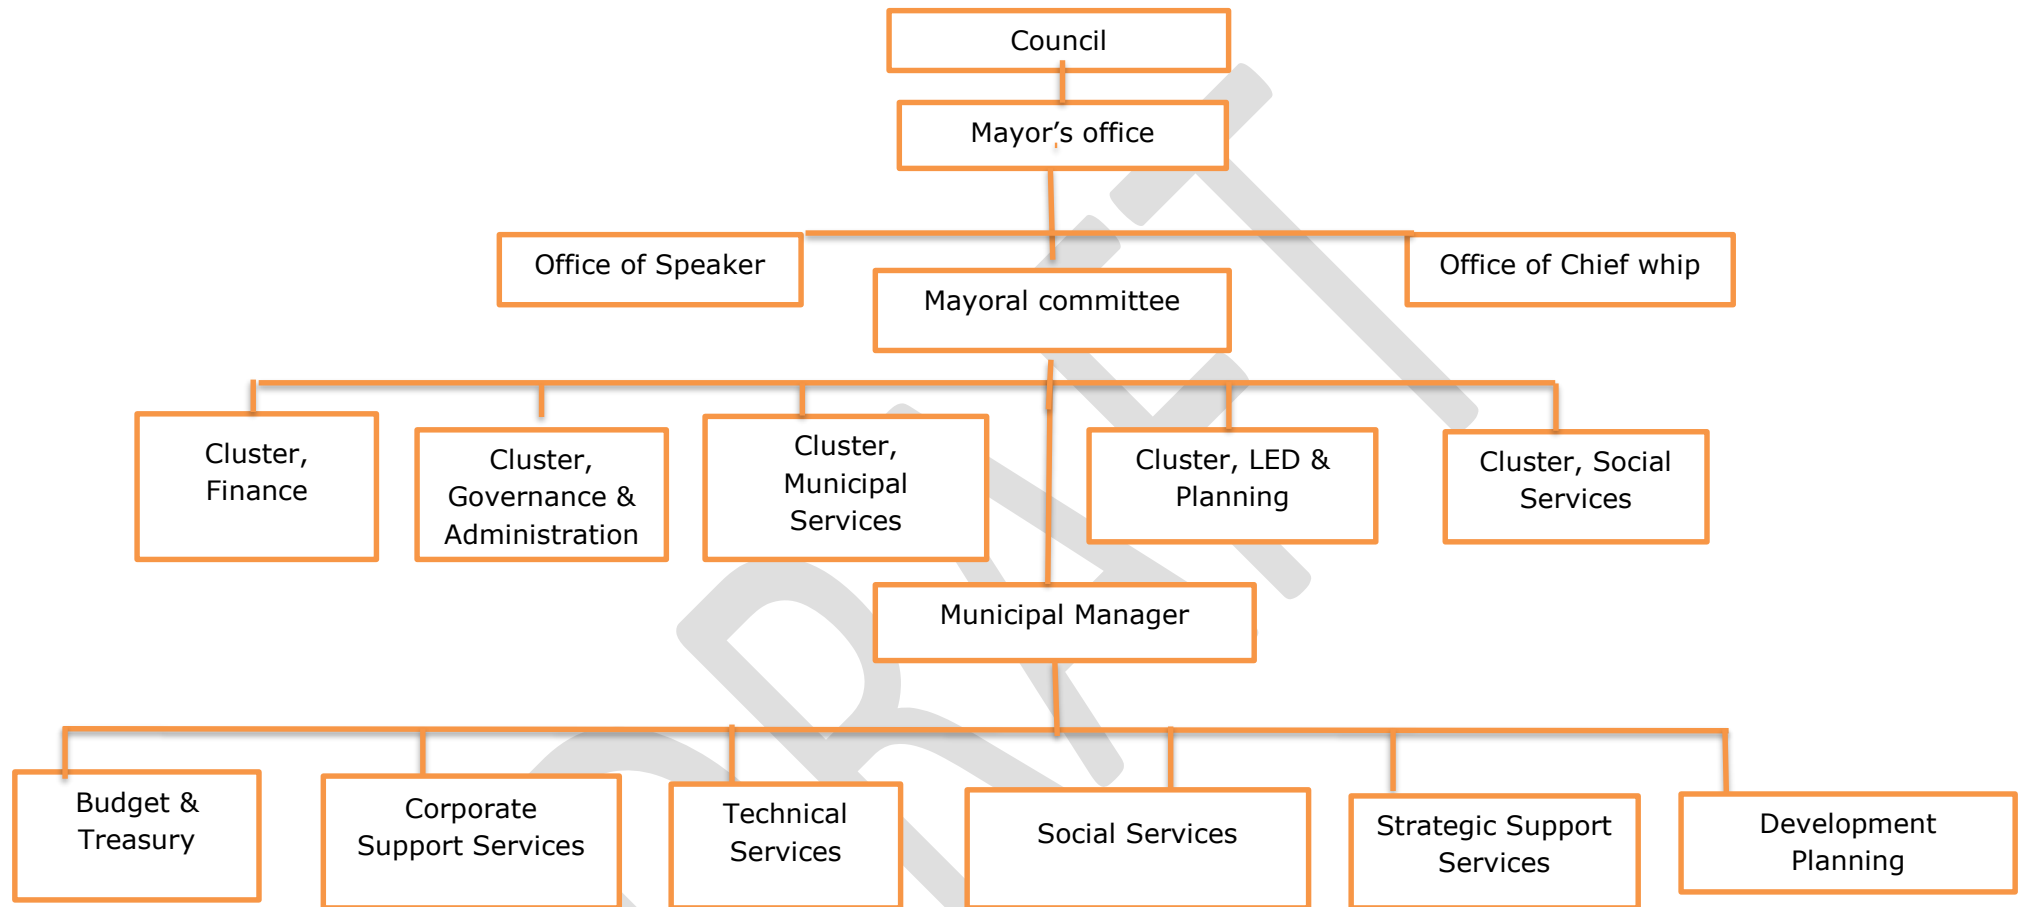 Council
Mayor’s office
Office of Speaker
Mayoral committee
Office of Chief whip
Cluster,
Finance
Cluster,
Governance &
Administration
Cluster,
Municipal
Services
Cluster, LED &
Planning
Cluster, Social
Services
Municipal Manager
Budget &
Treasury
Corporate
Support Services
Technical
Services
Social Services
Strategic Support
Services
Development
Planning
DRAFT